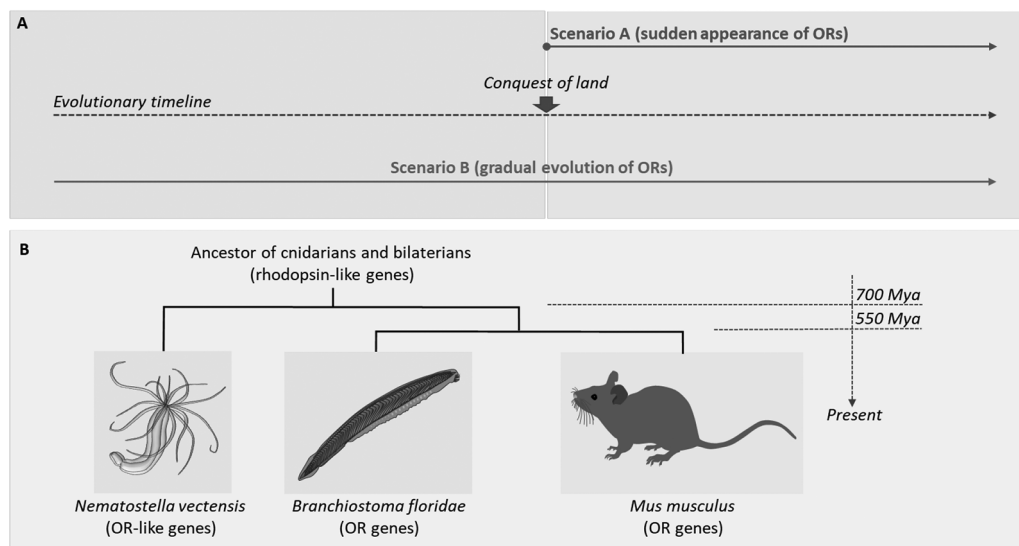 A
Scenario A (sudden appearance of ORs)
Conquest of land
Evolutionary timeline
Scenario B (gradual evolution of ORs)
B
Ancestor of cnidarians and bilaterians
(rhodopsin-like genes)
700 Mya
550 Mya
Present
Nematostella vectensis
(OR-like genes)
Branchiostoma floridae
(OR genes)
Mus musculus
(OR genes)